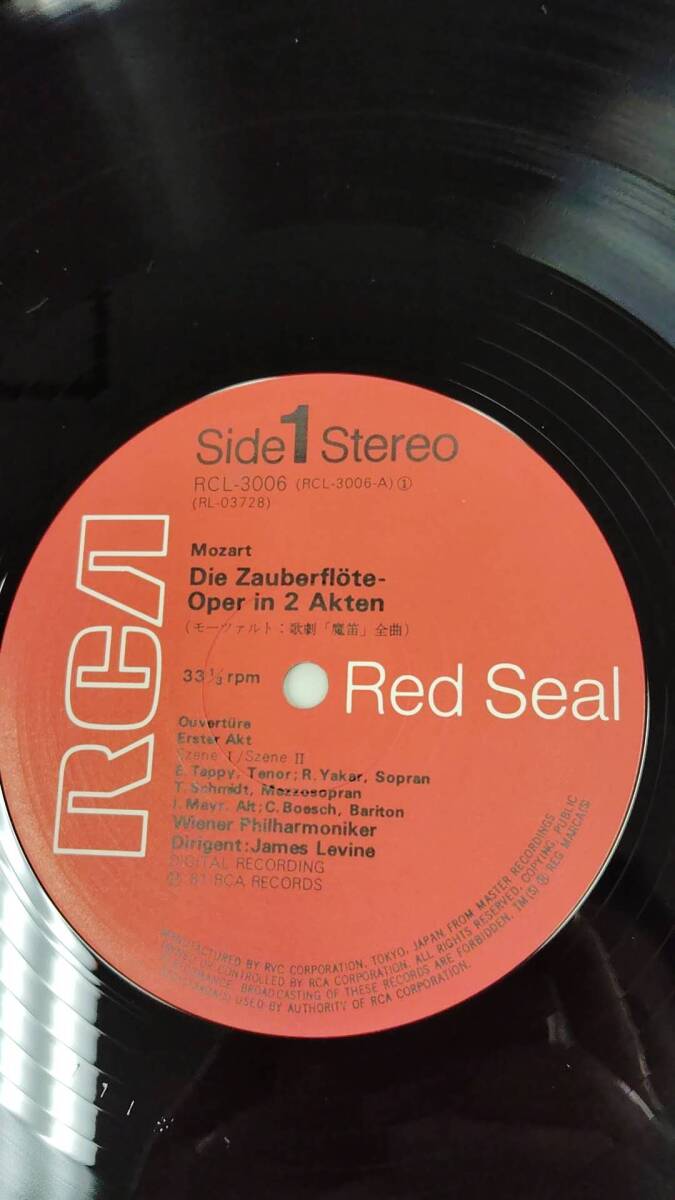 Side 1 Stereo
RCL-3006 (RCL-3006-A) ①
(RL-03728)
Mozart
Die Zauberflöte-
Oper in 2 Akten
(モーツァルト：歌劇「魔笛」全曲)
33 1/3 rpm
RCA
Red Seal
Ouvertüre
Erster Akt
Szene I/Szene II
E. Tappy, Tenor; R. Yakar, Sopran
T. Schmidt, Mezzosopran
I. Mayr, Alt; C. Boesch, Bariton
Wiener Philharmoniker
Dirigent: James Levine
DIGITAL RECORDING
Ⓟ '81 RCA RECORDS
MANUFACTURED BY RVC CORPORATION, TOKYO, JAPAN FROM MASTER RECORDINGS
OWNED OR CONTROLLED BY RCA CORPORATION. ALL RIGHTS RESERVED, COPYING, PUBLIC
PERFORMANCE, BROADCASTING OF THESE RECORDS ARE FORBIDDEN. TM(S) ® REG MARCA(S)
USED BY AUTHORITY OF RCA CORPORATION.